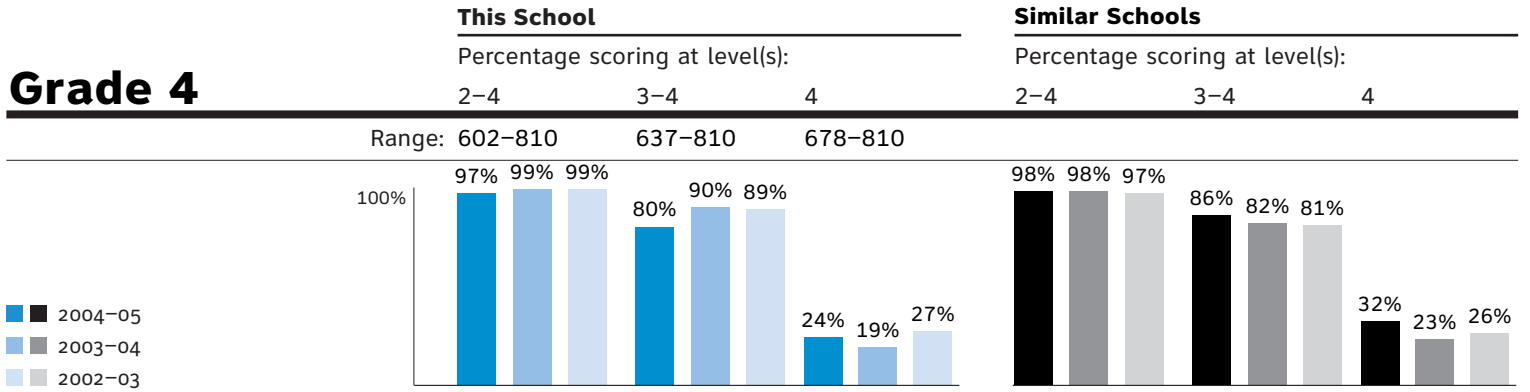 This School Similar Schools
Percentage scoring at level(s): Percentage scoring at level(s):
Grade 4 2–4 3–4 4 2–4 3–4 4
Range: 602–810 637–810 678–810
97% 99% 99% 80% 90% 89% 24% 19% 27% 98% 98% 97% 86% 82% 81% 32% 23% 26%
100%
2004–05
2003–04
2002–03